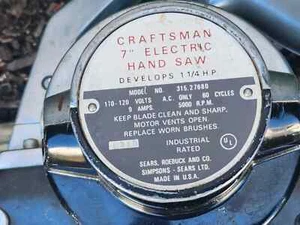 CRAFTSMAN
7" ELECTRIC
HAND SAW
DEVELOPS 1 1/4 H.P
MODEL NO. 315.27680
110-120 VOLTS A.C ONLY 60 CYCLES
9 AMPS. 5000 R.P.M.
KEEP BLADE CLEAN AND SHARP.
MOTOR VENTS OPEN.
REPLACE WORN BRUSHES.
INDUSTRIAL
RATED
SEARS, ROEBUCK AND CO.
SIMPSONS - SEARS LTD.
MADE IN U.S.A.